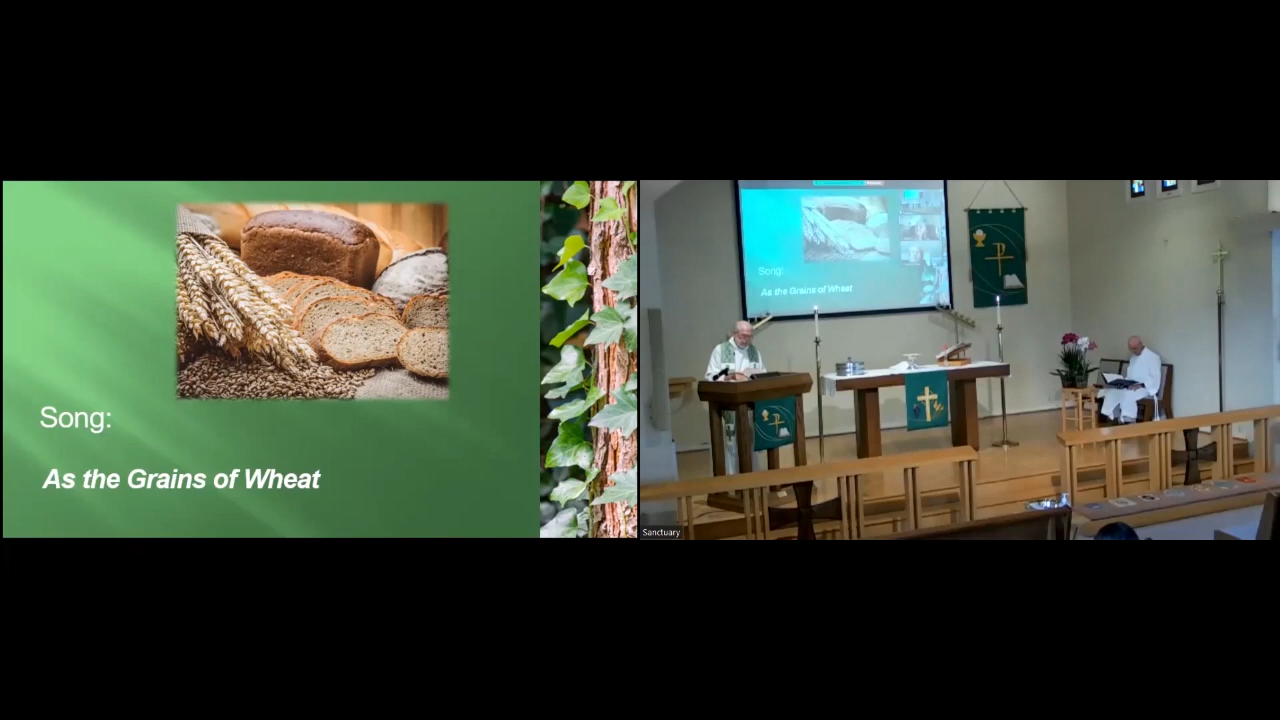 Song:
As the Grains of Wheat
Song:
As the Grains of Wheat
Sanctuary